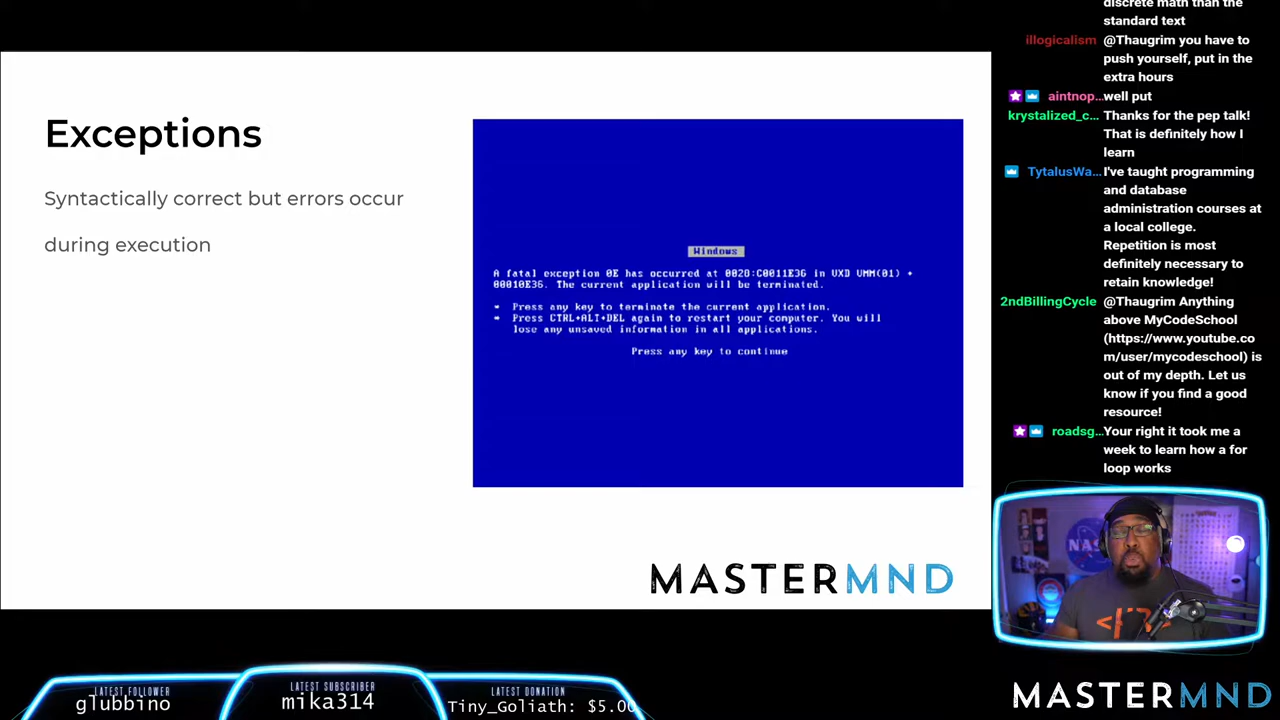 Exceptions
Syntactically correct but errors occur
during execution
Windows
A fatal exception 0E has occurred at 0028:C0011E36 in VXD VMM(01) +
00010E36. The current application will be terminated.
* Press any key to terminate the current application.
* Press CTRL+ALT+DEL again to restart your computer. You will
lose any unsaved information in all applications.
Press any key to continue
MASTERMND
discrete math than the
standard text
illogicalism @Thaugrim you have to
push yourself, put in the
extra hours
aintnop... well put
krystalized_c... Thanks for the pep talk!
That is definitely how I
learn
TytalusWa... I've taught programming
and database
administration courses at
a local college.
Repetition is most
definitely necessary to
retain knowledge!
2ndBillingCycle @Thaugrim Anything
above MyCodeSchool
(https://www.youtube.co
m/user/mycodeschool) is
out of my depth. Let us
know if you find a good
resource!
roadsg... Your right it took me a
week to learn how a for
loop works
NAS
LATEST FOLLOWER
glubbino
LATEST SUBSCRIBER
mika314
LATEST DONATION
Tiny_Goliath: $5.00
MASTERMND